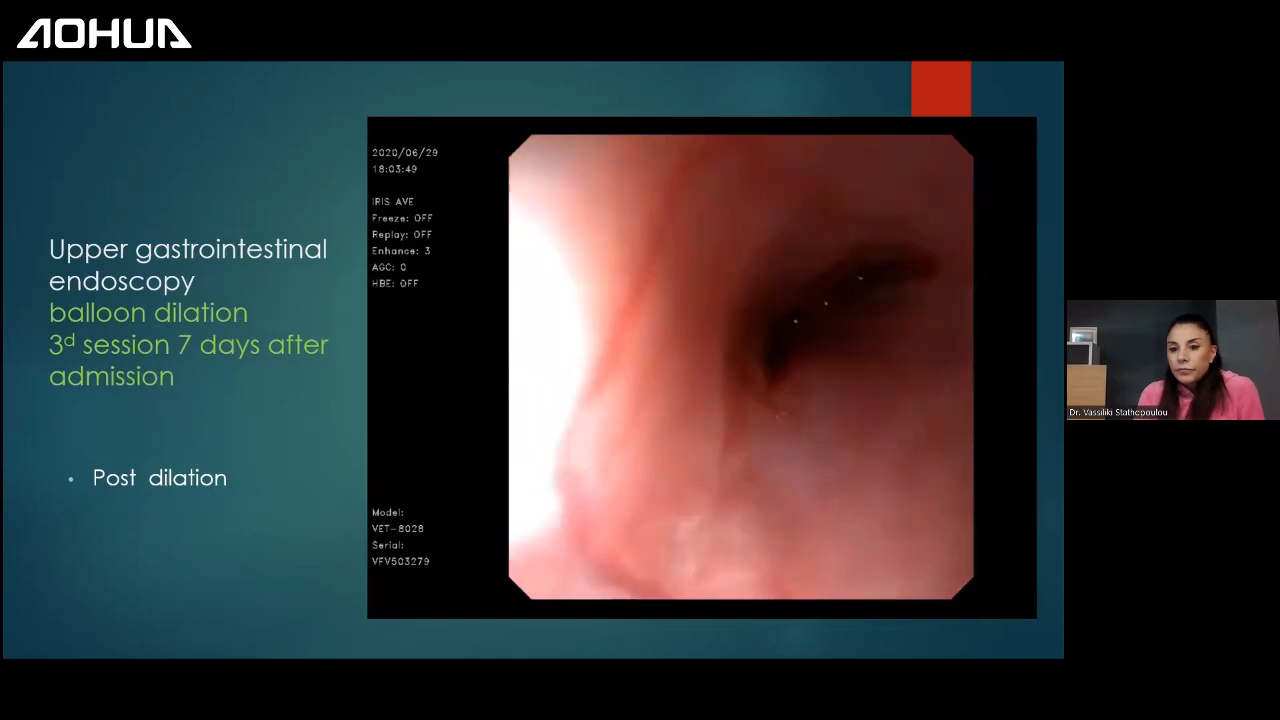 AOHUA
Upper gastrointestinal
endoscopy
balloon dilation
3d session 7 days after
admission
• Post dilation
2020/06/29
18:03:49
IRIS AVE
Freeze: OFF
Replay: OFF
Enhance: 3
AGC: 0
HBE: OFF
Model:
VET-8028
Serial:
VFV503279
Dr. Vassiliki Stathopoulou